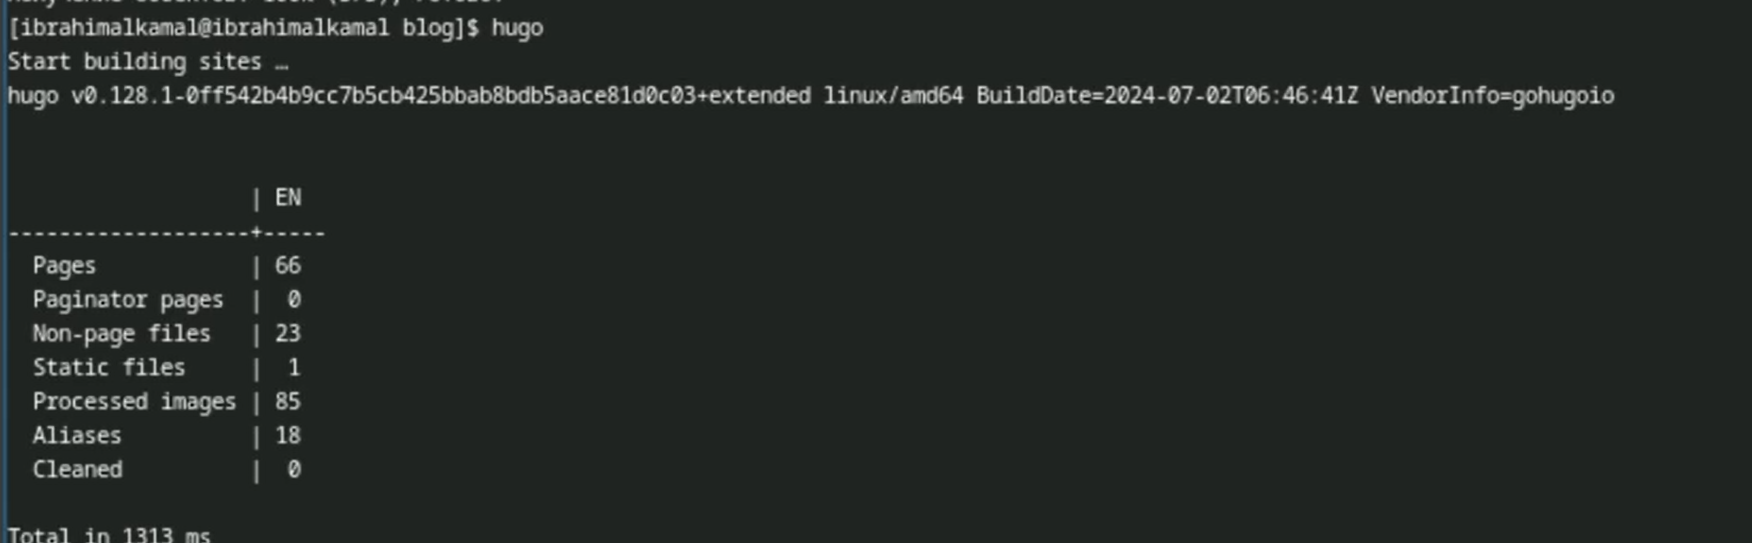 [ibrahimalkamal@ibrahimalkamal blog]$ hugo
Start building sites …
hugo v0.128.1-0ff542b4b9cc7b5cb425bbab8bdb5aace81d0c03+extended linux/amd64 BuildDate=2024-07-02T06:46:41Z VendorInfo=gohugoio
| EN
-------------------+-----
Pages | 66
Paginator pages | 0
Non-page files | 23
Static files | 1
Processed images | 85
Aliases | 18
Cleaned | 0
Total in 1313 ms